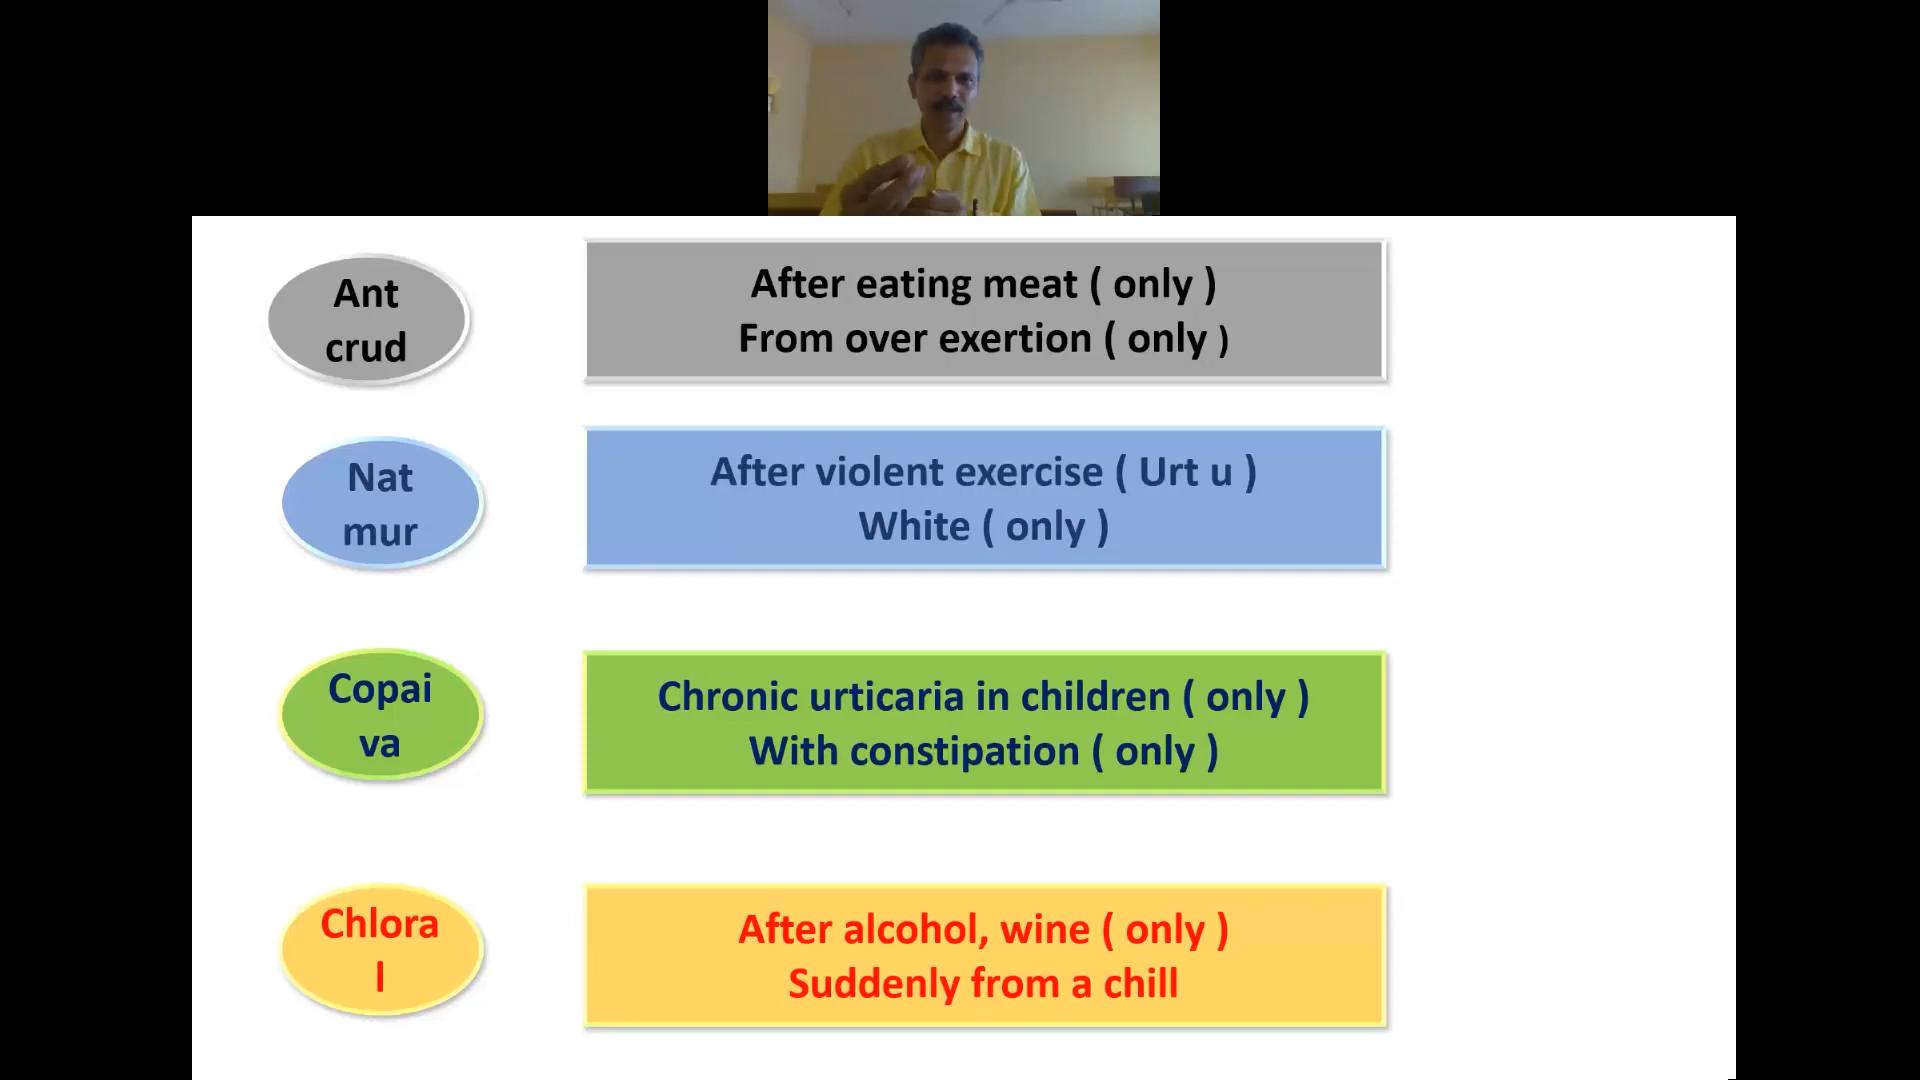 Ant
crud
After eating meat ( only )
From over exertion ( only )
Nat
mur
After violent exercise ( Urt u )
White ( only )
Copai
va
Chronic urticaria in children ( only )
With constipation ( only )
Chlora
l
After alcohol, wine ( only )
Suddenly from a chill